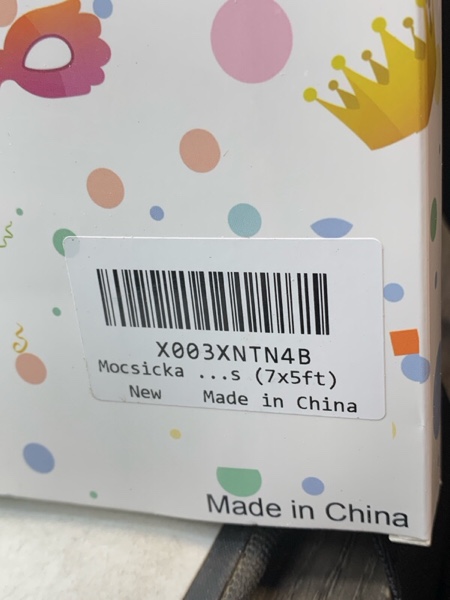 X003XNTN4B
Mocsicka ...s (7x5ft)
New Made in China
Made in China